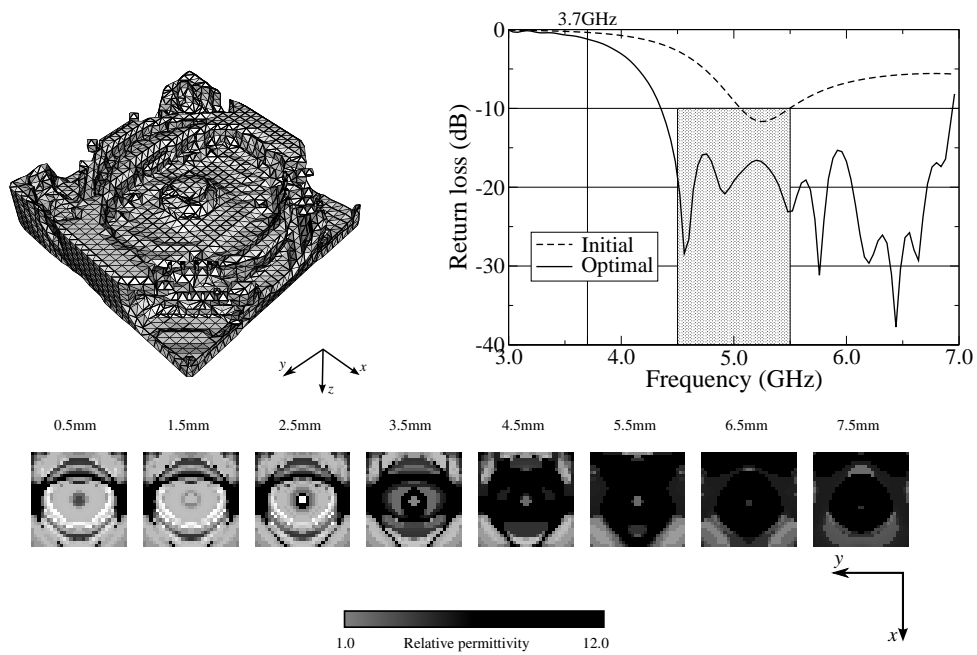 3.7GHz
0
-10
-20
-30
-40
Return loss (dB)
Initial
Optimal
3.0
4.0
5.0
6.0
7.0
Frequency (GHz)
y
x
z
0.5mm
1.5mm
2.5mm
3.5mm
4.5mm
5.5mm
6.5mm
7.5mm
y
x
1.0
Relative permittivity
12.0